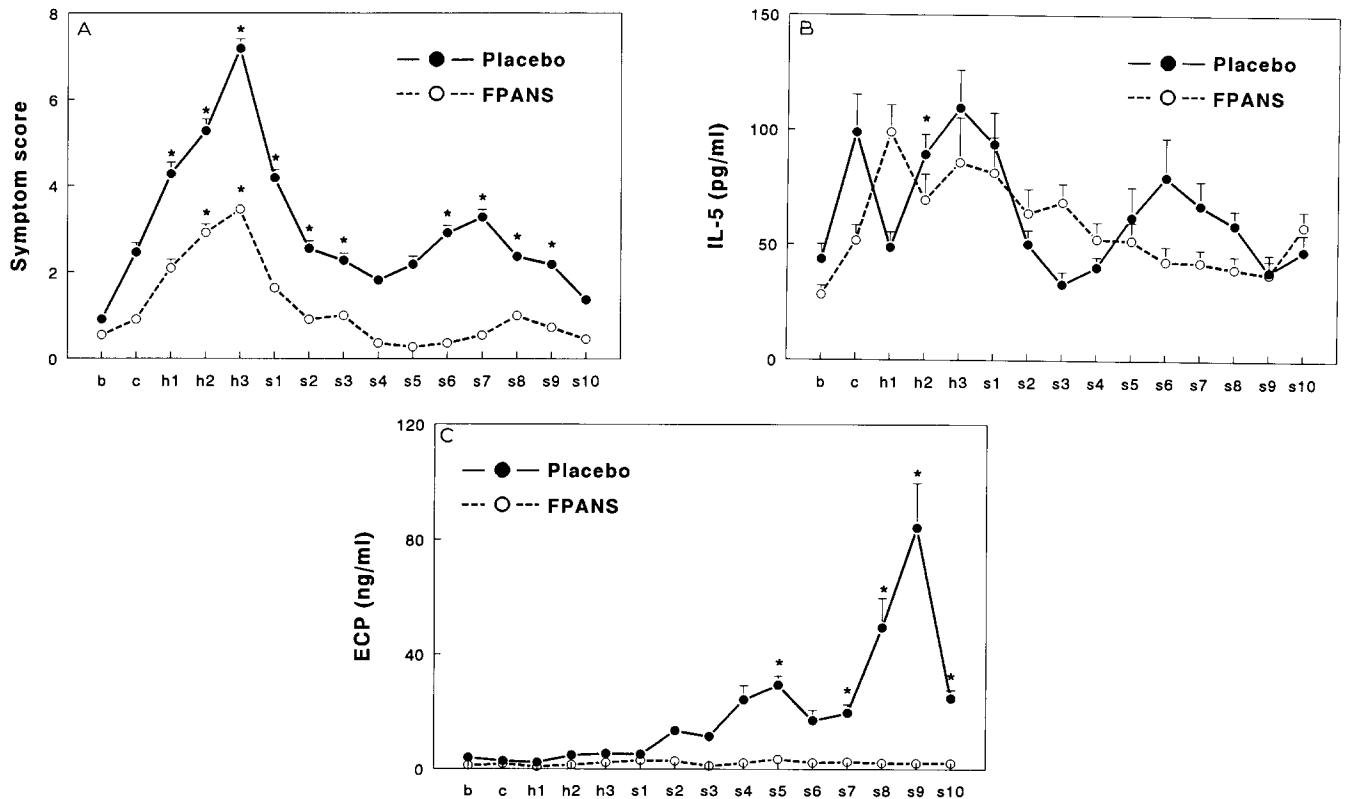 A
Symptom score
8
6
4
2
0
Placebo
FPANS
b c h1 h2 h3 s1 s2 s3 s4 s5 s6 s7 s8 s9 s10
B
IL-5 (pg/ml)
150
100
50
0
Placebo
FPANS
b c h1 h2 h3 s1 s2 s3 s4 s5 s6 s7 s8 s9 s10
C
ECP (ng/ml)
120
80
40
0
Placebo
FPANS
b c h1 h2 h3 s1 s2 s3 s4 s5 s6 s7 s8 s9 s10